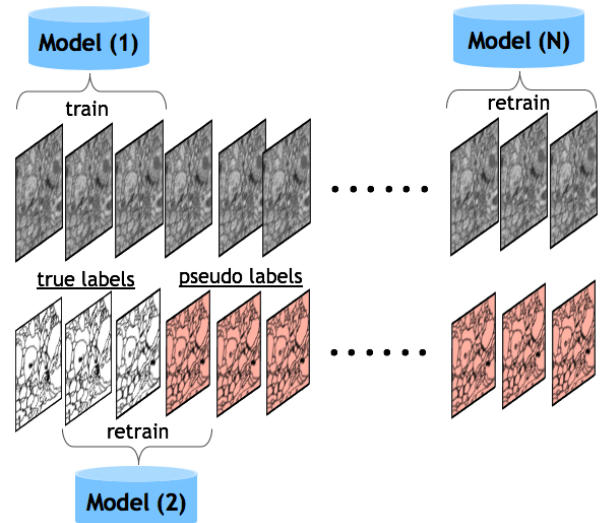 Model (1)
Model (N)
train
retrain
true labels
pseudo labels
retrain
Model (2)